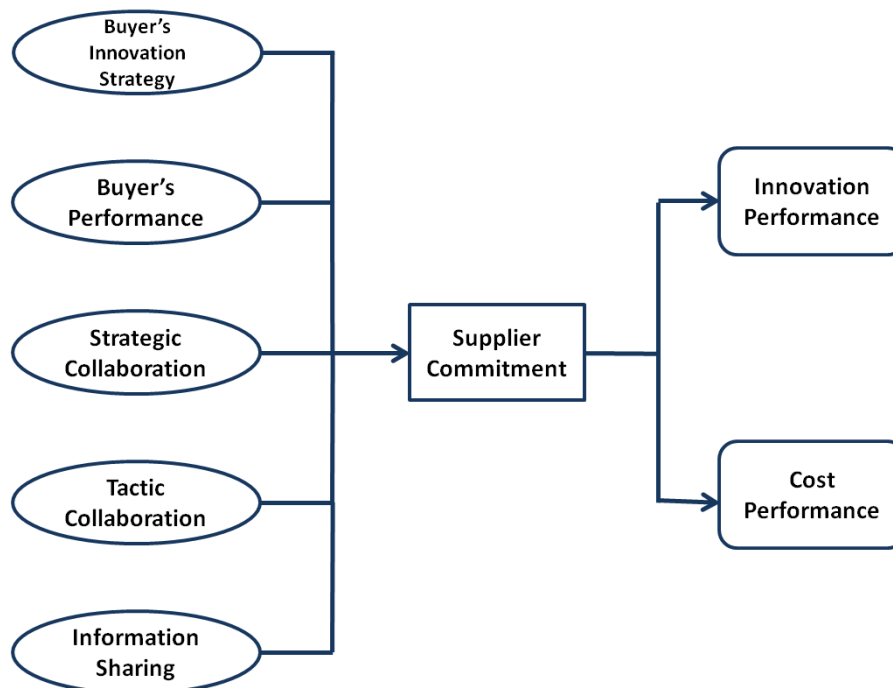 Buyer’s
Innovation
Strategy
Buyer’s
Performance
Strategic
Collaboration
Tactic
Collaboration
Information
Sharing
Supplier
Commitment
Innovation
Performance
Cost
Performance